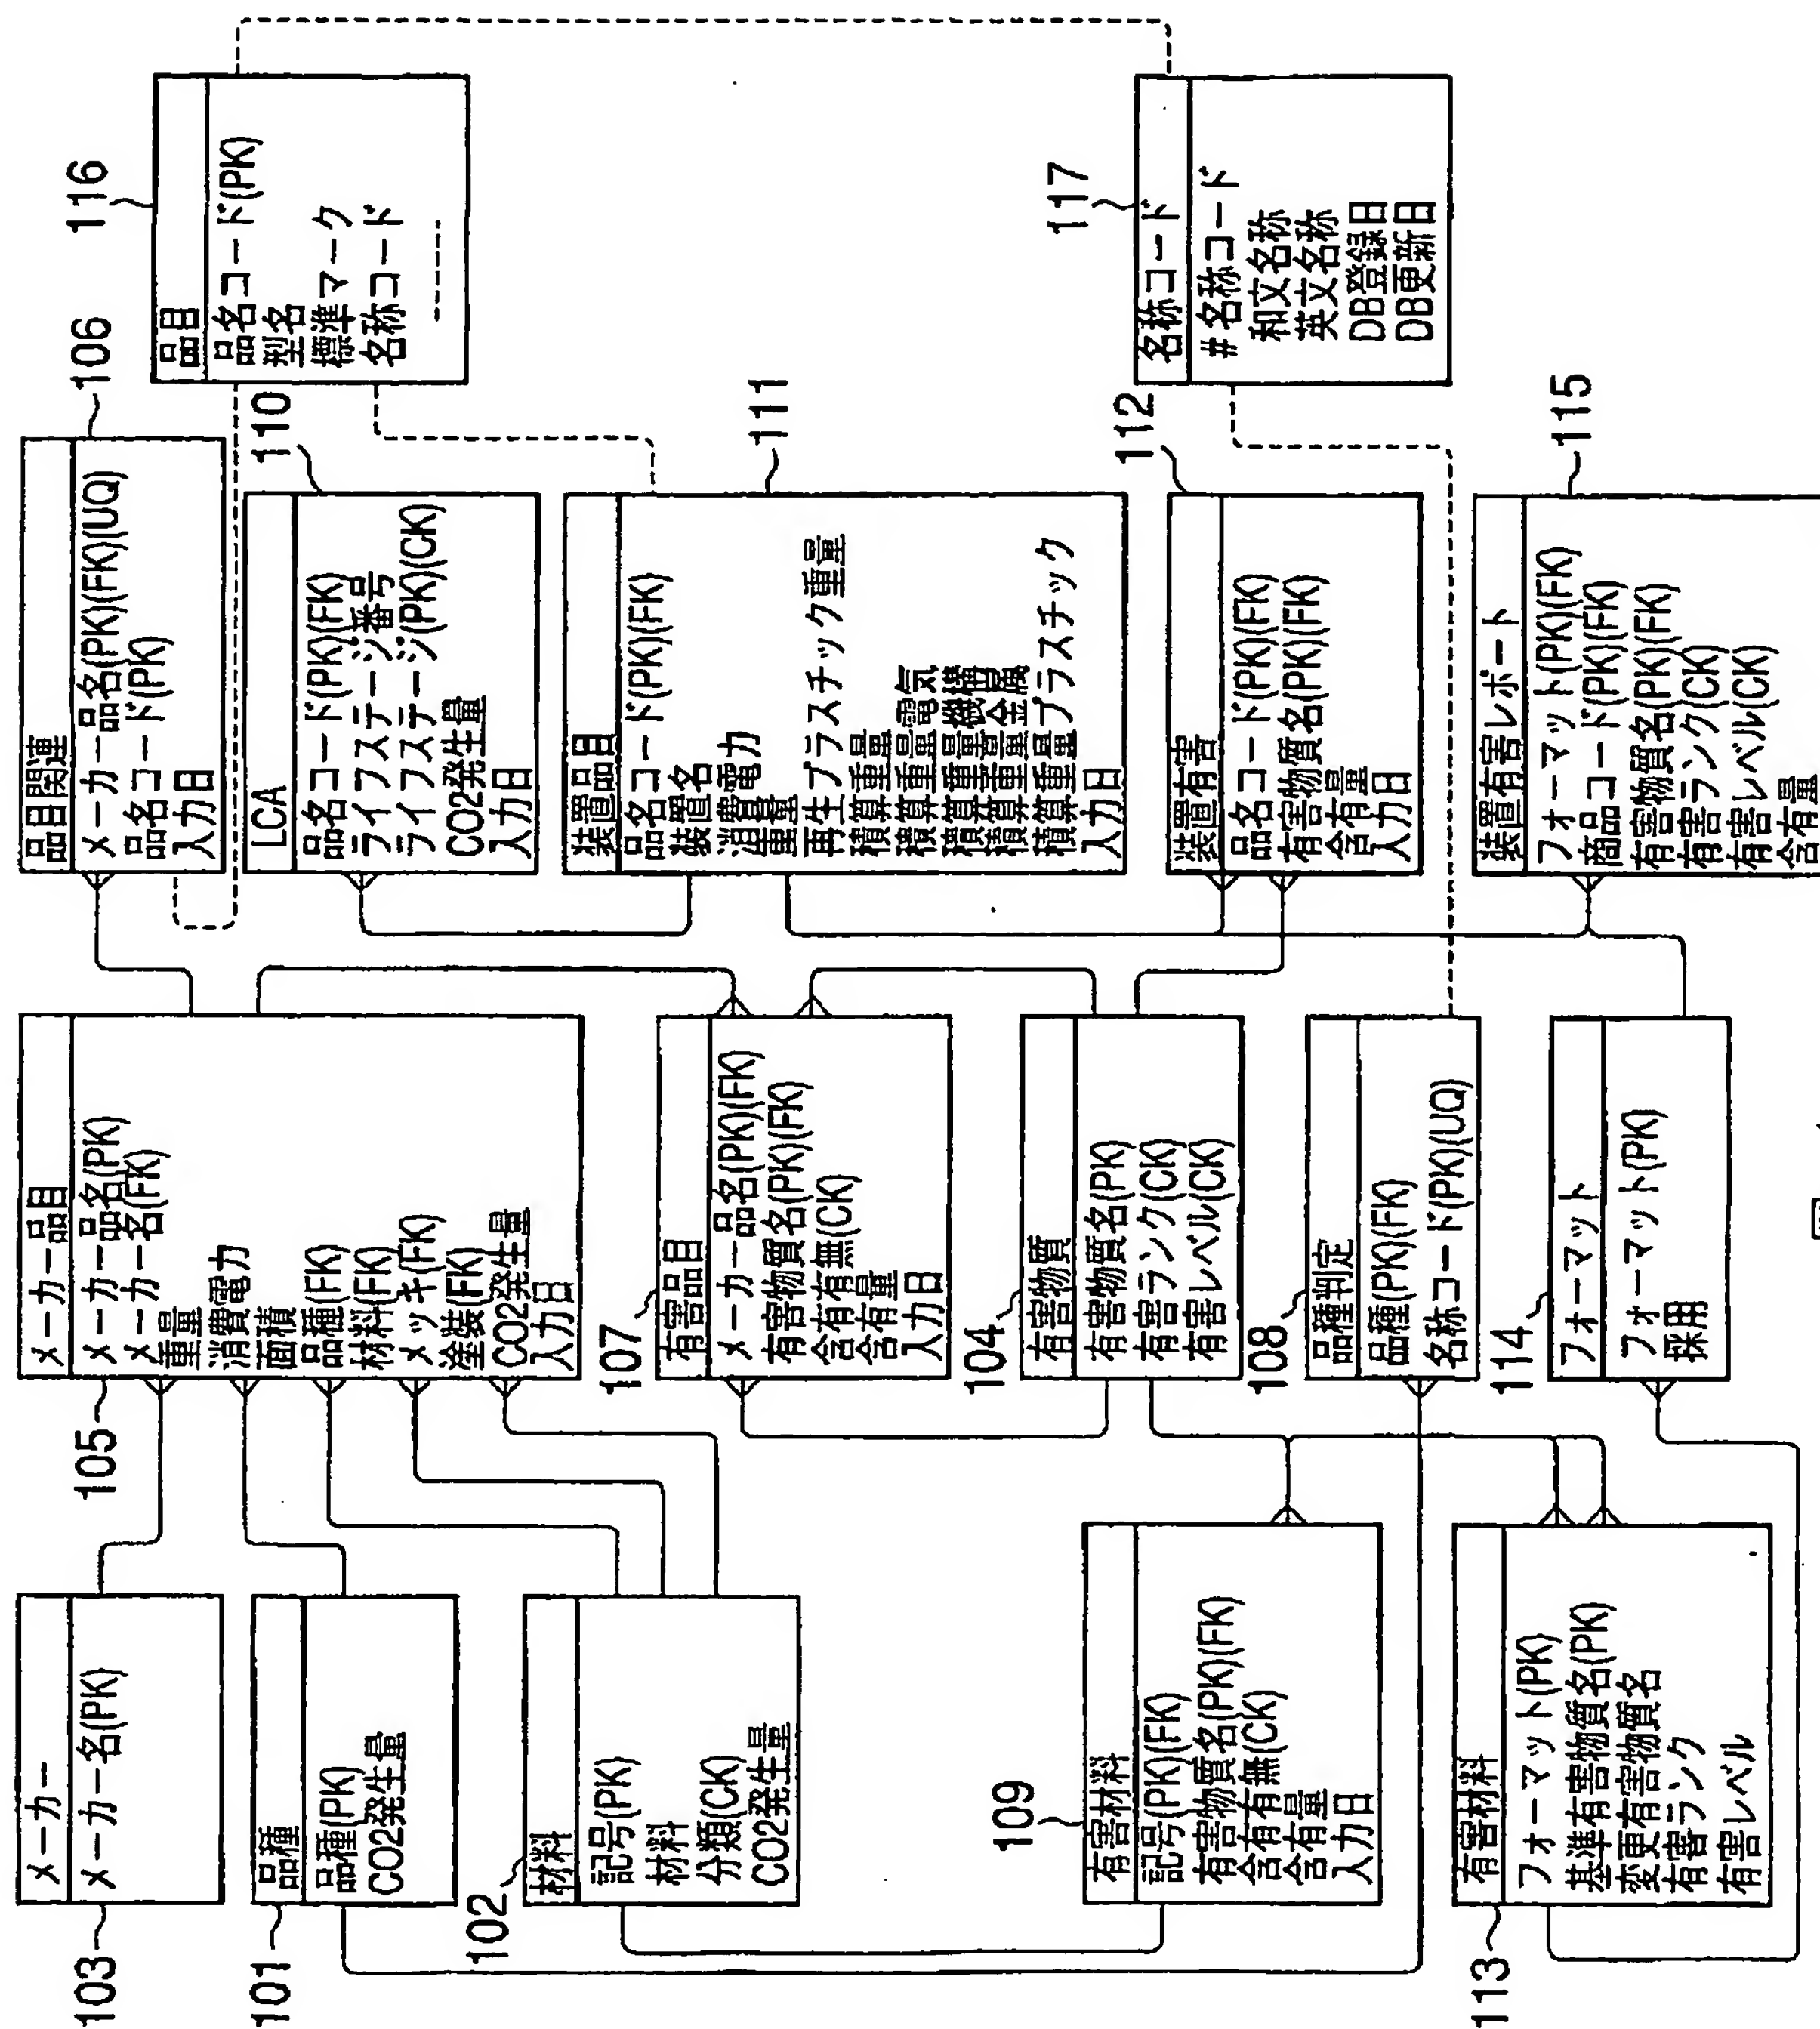 103
メーカー
メーカー名(PK)
101
品種
品種(PK)
CO2発生量
102
材料
記号(PK)
材料
分類(CK)
CO2発生量
109
有害材料
記号(PK)(FK)
有害物質名(PK)(FK)
含有有無(CK)
含有量
入力日
113
有害材料
フォーマット(PK)
基準有害物質名(PK)
変更有害物質名
有害ランク
有害レベル
105
メーカー品目
メーカー品名(PK)
メーカー名(FK)
重量
消費電力
面積
品種(FK)
材料(FK)
メッキ(FK)
塗装(FK)
CO2発生量
入力日
107
有害品目
メーカー品名(PK)(FK)
有害物質名(PK)(FK)
含有有無(CK)
含有量
入力日
104
有害物質
有害物質名(PK)
有害ランク(CK)
有害レベル(CK)
108
品種判定
品種(PK)(FK)
名称コード(PK)(UQ)
114
フォーマット
フォーマット(PK)
採用
106
品目関連
メーカー品名(PK)(FK)(UQ)
品名コード(PK)
入力日
110
LCA
品名コード(PK)(FK)
ライフステージ番号
ライフステージ(PK)(CK)
CO2発生量
入力日
111
装置品目
品名コード(PK)(FK)
装置名
消費電力
重量
再生プラスチック重量
積算重量
積算重量電気
積算重量機構
積算重量金属
積算重量プラスチック
入力日
112
装置有害
品名コード(PK)(FK)
有害物質名(PK)(FK)
含有量
入力日
115
装置有害レポート
フォーマット(PK)(FK)
商品コード(PK)(FK)
有害物質名(PK)(FK)
有害ランク(CK)
有害レベル(CK)
含有量
116
品目
品名コード(PK)
型名
標準マーク
名称コード
117
名称コード
#名称コード
和文名称
英文名称
DB登録日
DB更新日